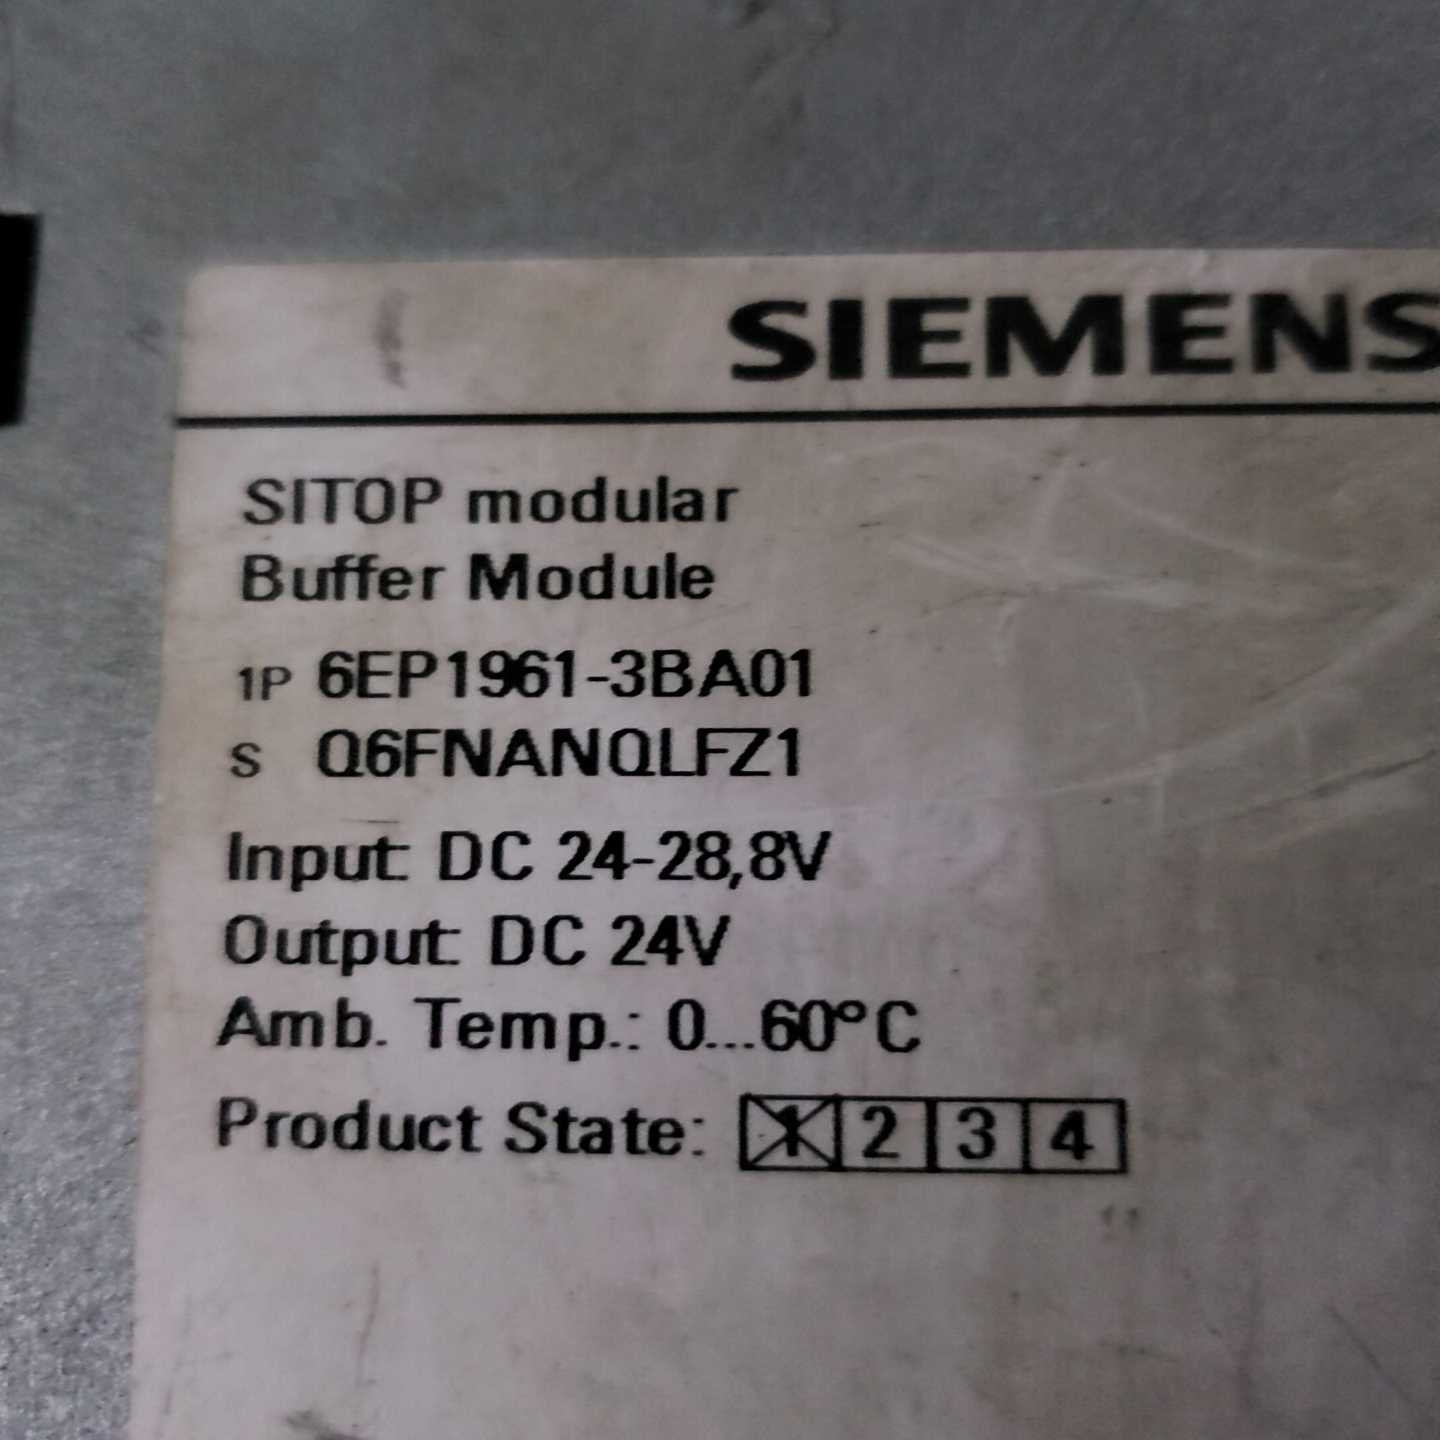 SIEMENS
SITOP modular
Buffer Module
1P 6EP1961-3BA01
S Q6FNANQLFZ1
Input: DC 24-28,8V
Output: DC 24V
Amb. Temp.: 0...60°C
Product State: 1 2 3 4